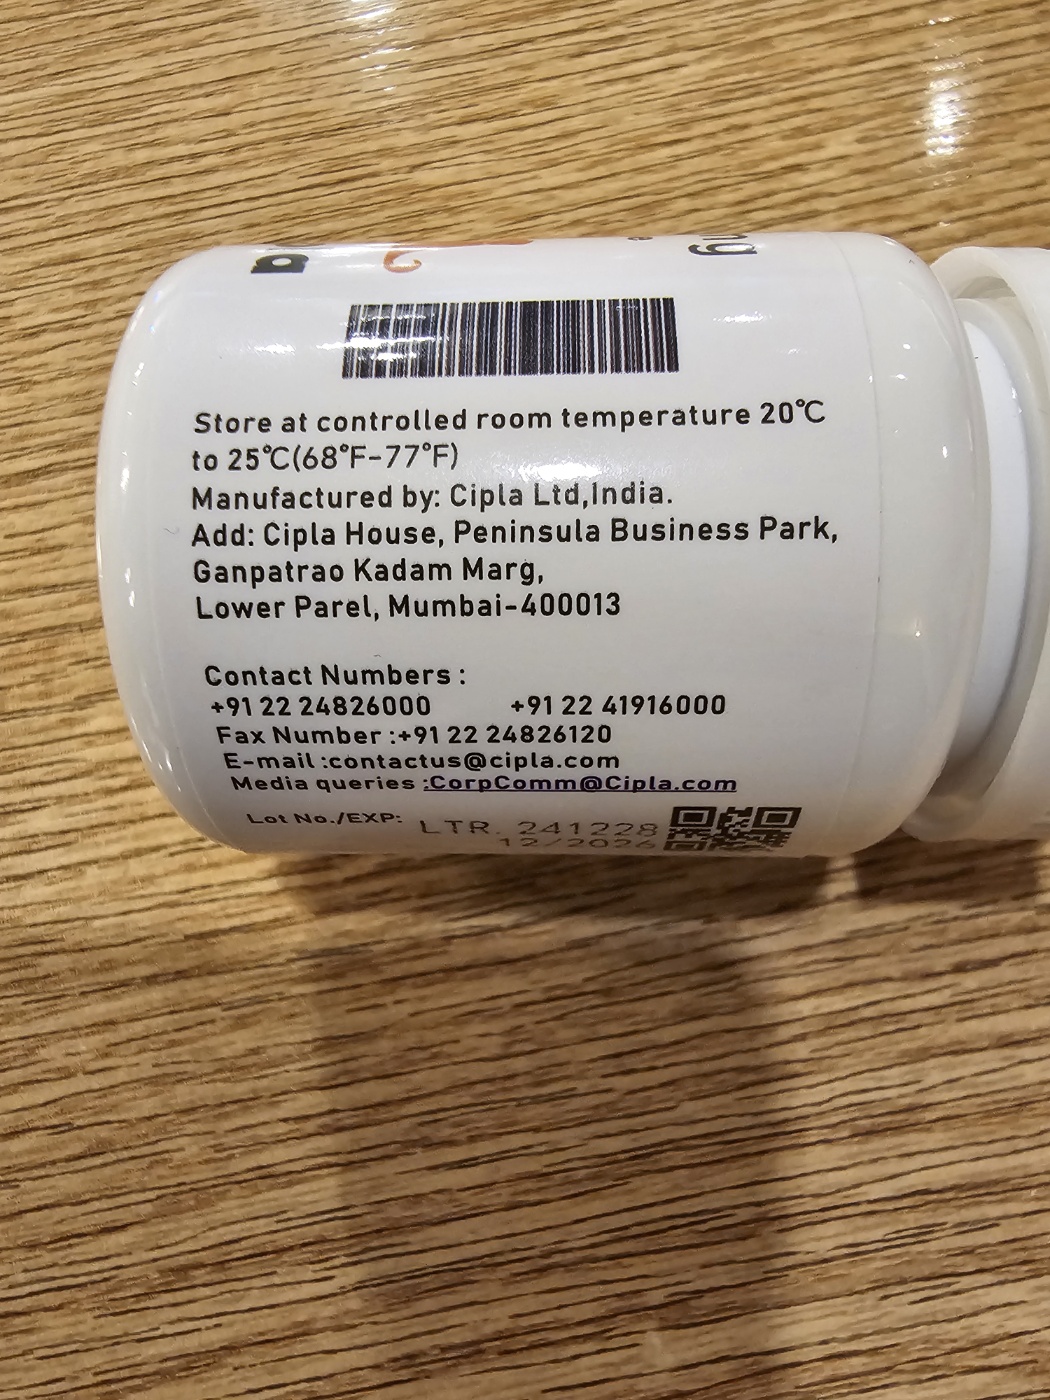 Store at controlled room temperature 20℃
to 25℃(68°F-77°F)
Manufactured by: Cipla Ltd,India.
Add: Cipla House, Peninsula Business Park,
Ganpatrao Kadam Marg,
Lower Parel, Mumbai-400013
Contact Numbers :
+91 22 24826000 +91 22 41916000
Fax Number :+91 22 24826120
E-mail :contactus@cipla.com
Media queries :CorpComm@Cipla.com
Lot No./EXP: LTR. 241228
12/2026